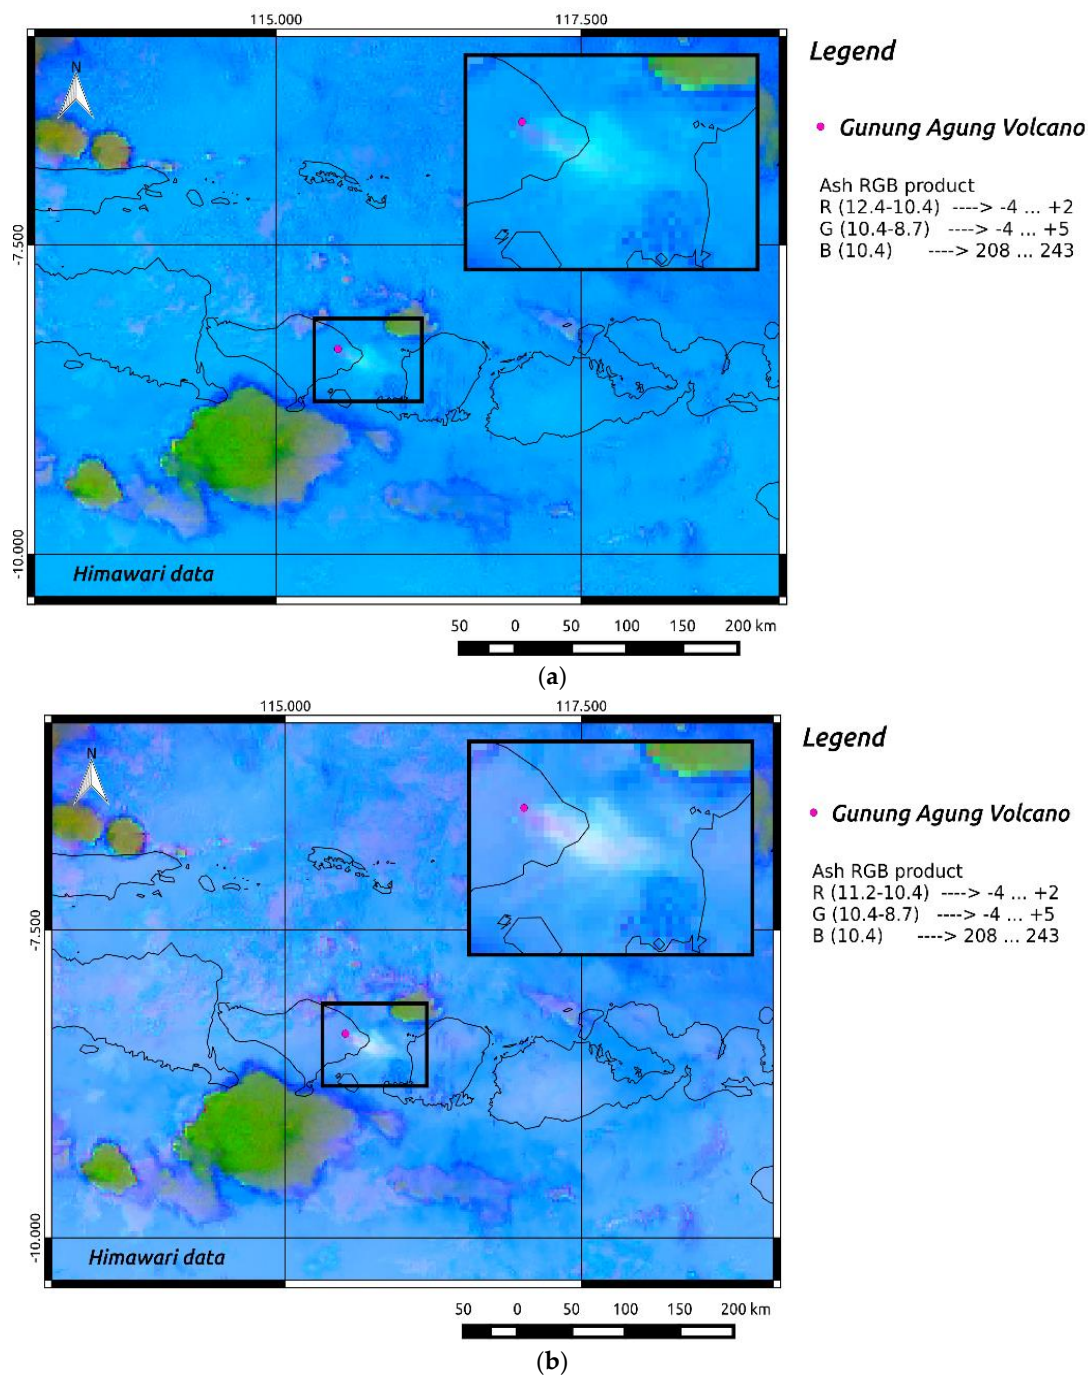 115.000 117.500
Legend
N
Gunung Agung Volcano
Ash RGB product
R (12.4-10.4) ----> -4 ... +2
G (10.4-8.7) ----> -4 ... +5
B (10.4) ----> 208 ... 243
-7.500
-10.000
Himawari data
50 0 50 100 150 200 km
(a)
115.000 117.500
Legend
N
Gunung Agung Volcano
Ash RGB product
R (11.2-10.4) ----> -4 ... +2
G (10.4-8.7) ----> -4 ... +5
B (10.4) ----> 208 ... 243
-7.500
-10.000
Himawari data
50 0 50 100 150 200 km
(b)